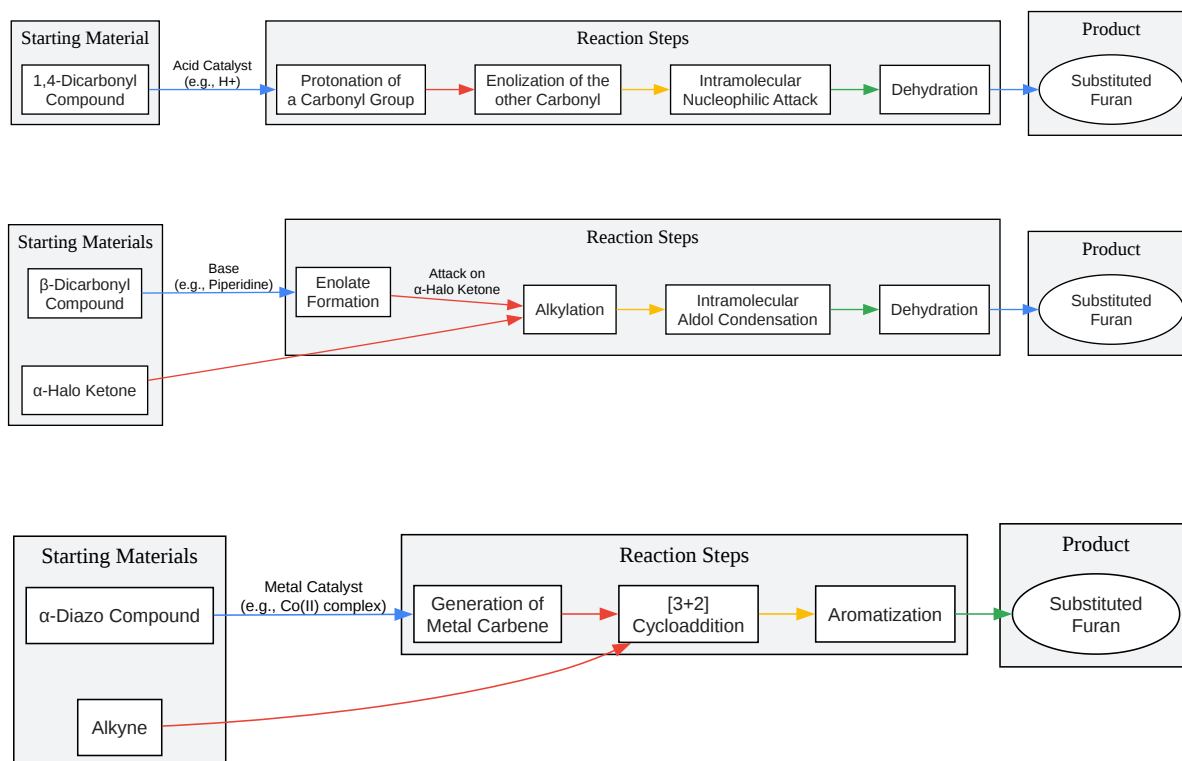 Starting Material
1,4-Dicarbonyl
Compound
Acid Catalyst
(e.g., H+)
Reaction Steps
Protonation of
a Carbonyl Group
Enolization of the
other Carbonyl
Intramolecular
Nucleophilic Attack
Dehydration
Product
Substituted
Furan
Starting Materials
β-Dicarbonyl
Compound
α-Halo Ketone
Base
(e.g., Piperidine)
Reaction Steps
Enolate
Formation
Attack on
α-Halo Ketone
Alkylation
Intramolecular
Aldol Condensation
Dehydration
Product
Substituted
Furan
Starting Materials
α-Diazo Compound
Alkyne
Metal Catalyst
(e.g., Co(II) complex)
Reaction Steps
Generation of
Metal Carbene
[3+2]
Cycloaddition
Aromatization
Product
Substituted
Furan